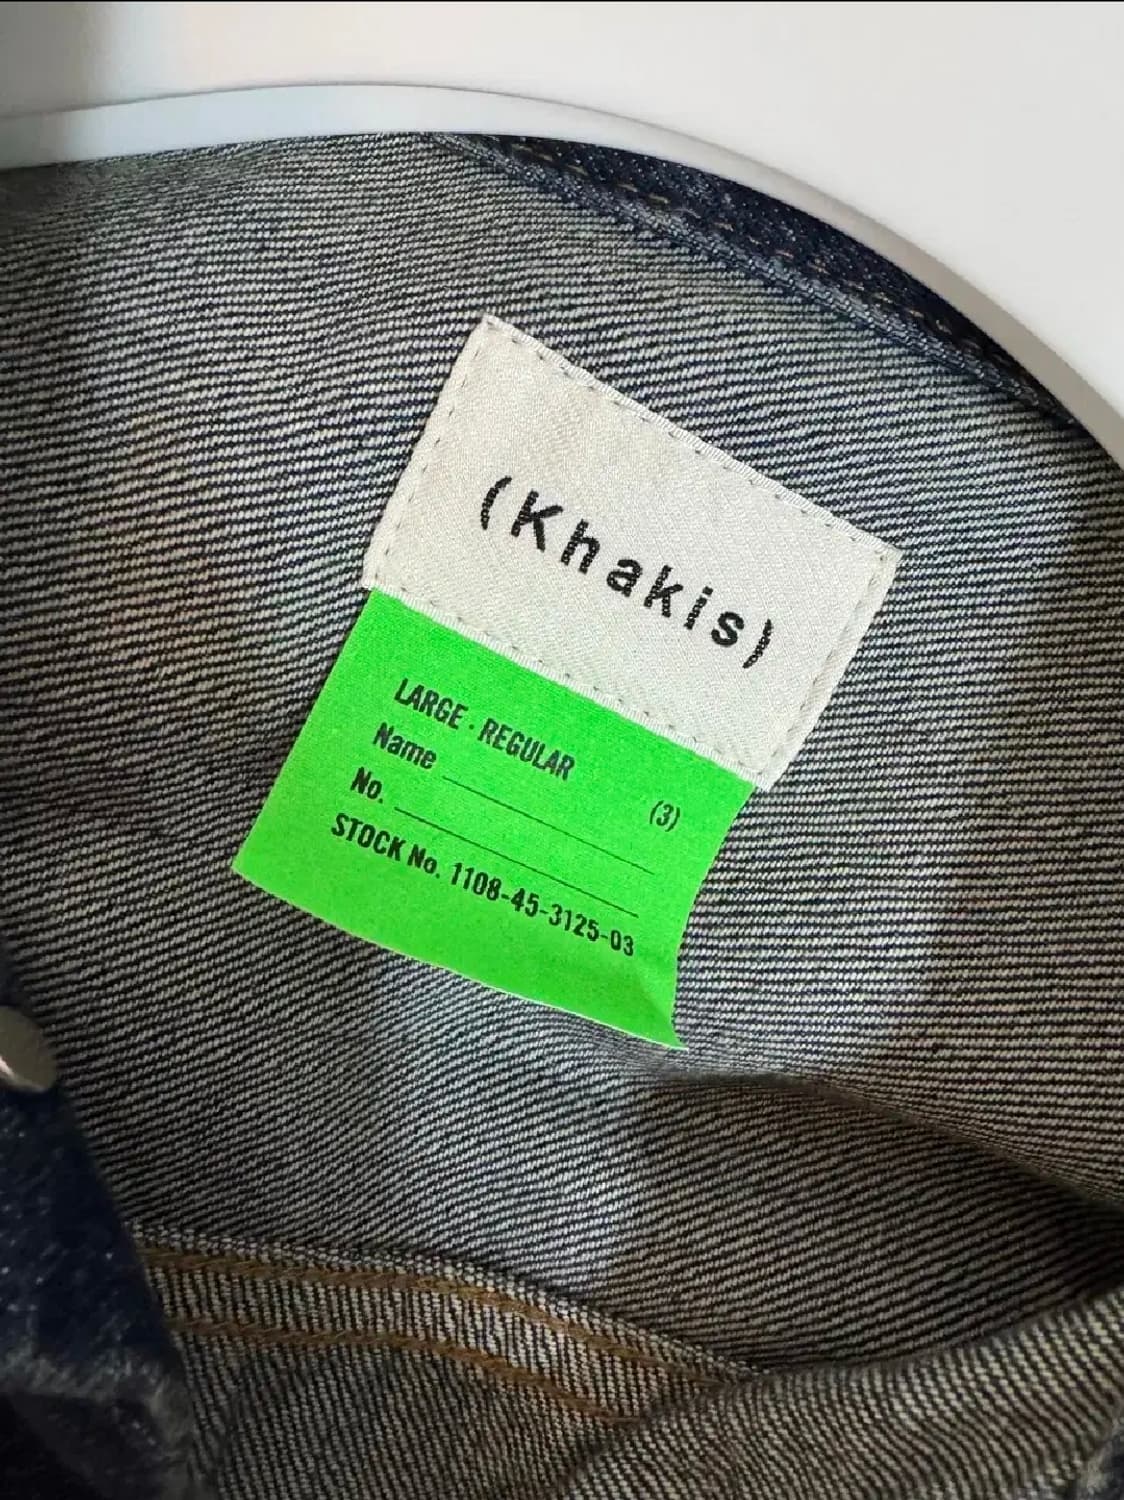 (Khakis)
LARGE · REGULAR
(3)
Name
No.
STOCK No. 1108-45-3125-03